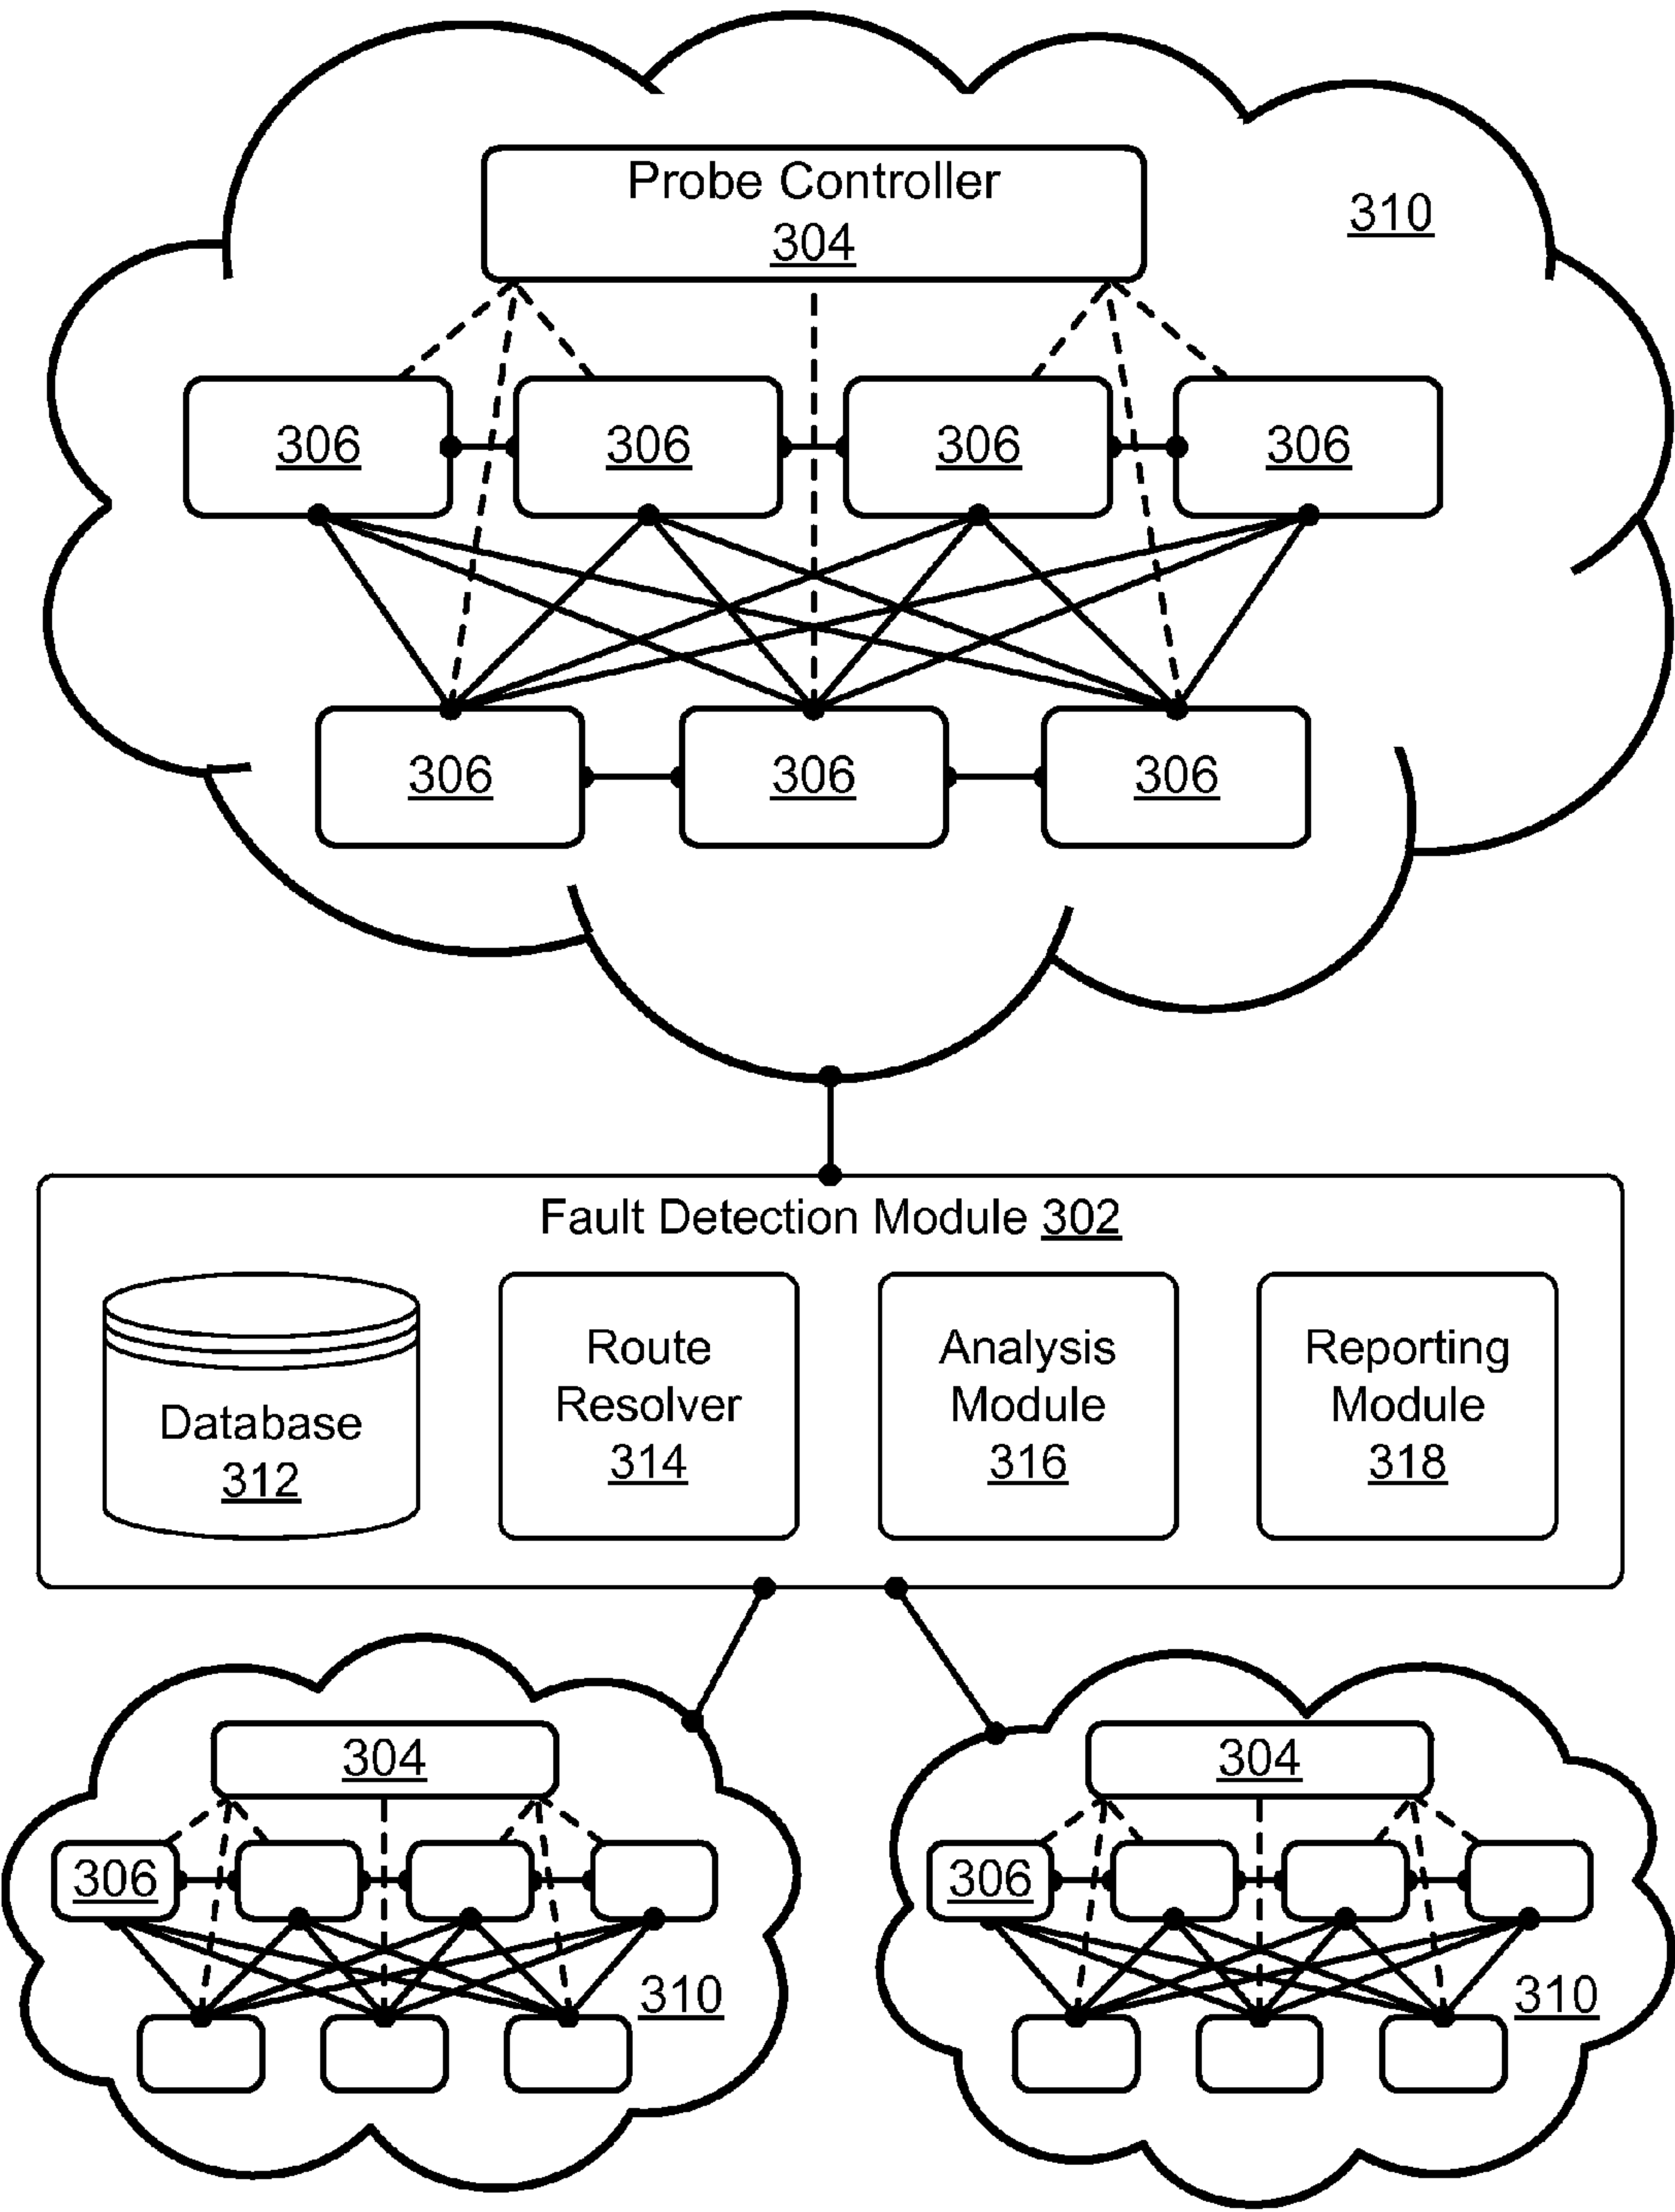 Probe Controller
304
310
306 306 306 306
306 306 306
Fault Detection Module 302
Database
312
Route
Resolver
314
Analysis
Module
316
Reporting
Module
318
304
306
310
304
306
310